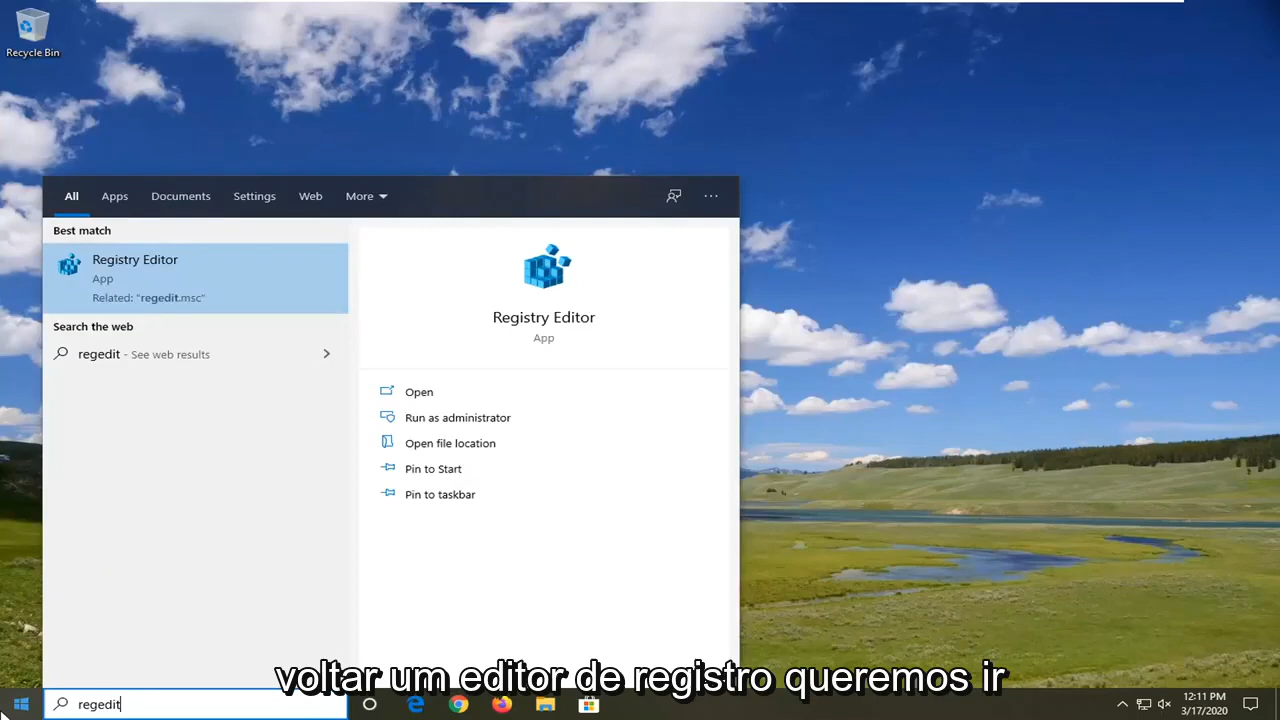 Recycle Bin
All Apps Documents Settings Web More
Best match
Registry Editor
App
Related: "regedit.msc"
Search the web
regedit - See web results
Registry Editor
App
Open
Run as administrator
Open file location
Pin to Start
Pin to taskbar
voltar um editor de registro queremos ir
regedit
12:11 PM
3/17/2020